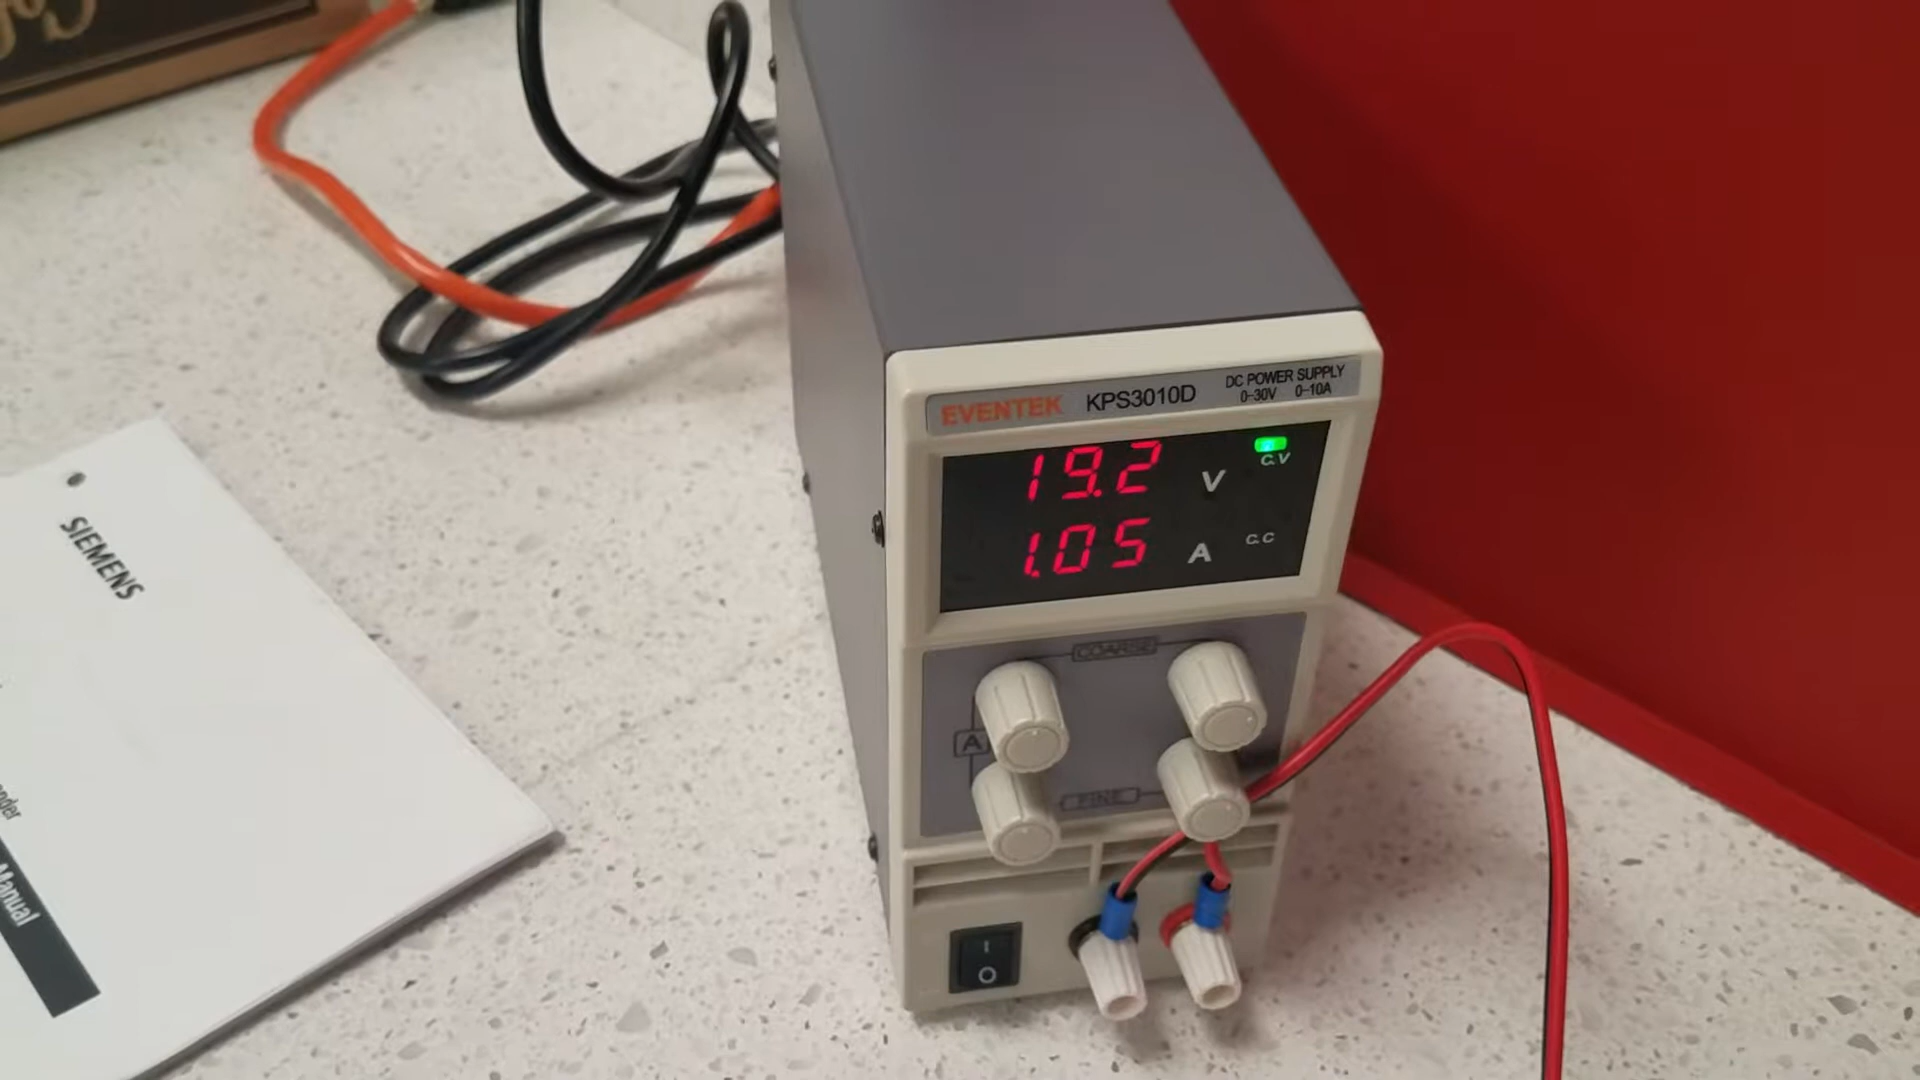 EVENTEK KPS3010D DC POWER SUPPLY
0-30V 0-10A
19.2 V C.V
1.05 A C.C
COARSE
A
FINE
I
O
SIEMENS
Manual